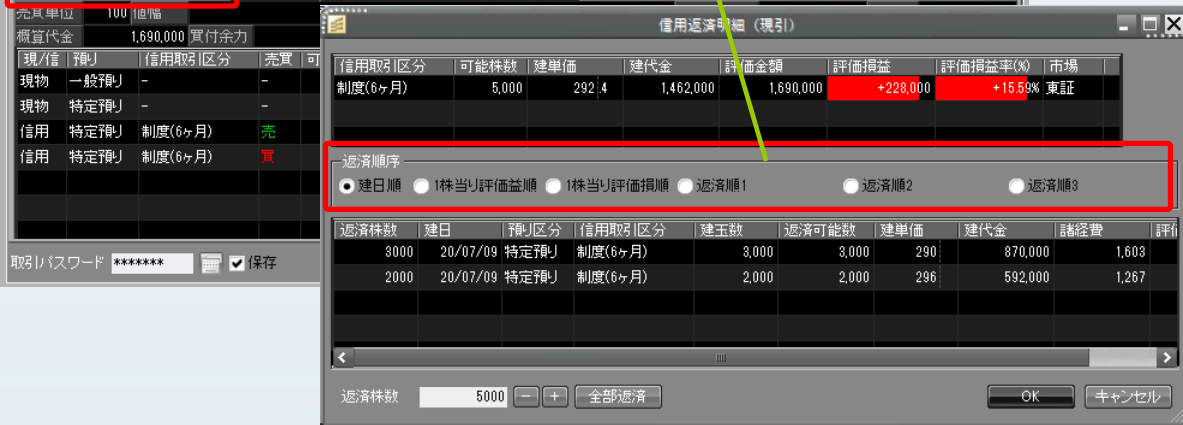 売買単位 100 値幅
概算代金 1,690,000 買付余力
現/信 預り 信用取引区分 売買 可
現物 一般預り - -
現物 特定預り - -
信用 特定預り 制度(6ヶ月) 売
信用 特定預り 制度(6ヶ月) 買
取引パスワード ******* 保存
信用返済明細（現引）
信用取引区分 可能株数 建単価 建代金 評価金額 評価損益 評価損益率(%) 市場
制度(6ヶ月) 5,000 292.4 1,462,000 1,690,000 +228,000 +15.59% 東証
返済順序
建日順 1株当り評価益順 1株当り評価損順 返済順1 返済順2 返済順3
返済株数 建日 預り区分 信用取引区分 建玉数 返済可能数 建単価 建代金 諸経費 評価
3000 20/07/09 特定預り 制度(6ヶ月) 3,000 3,000 290 870,000 1,603
2000 20/07/09 特定預り 制度(6ヶ月) 2,000 2,000 296 592,000 1,267
返済株数 5000 - + 全部返済 OK キャンセル